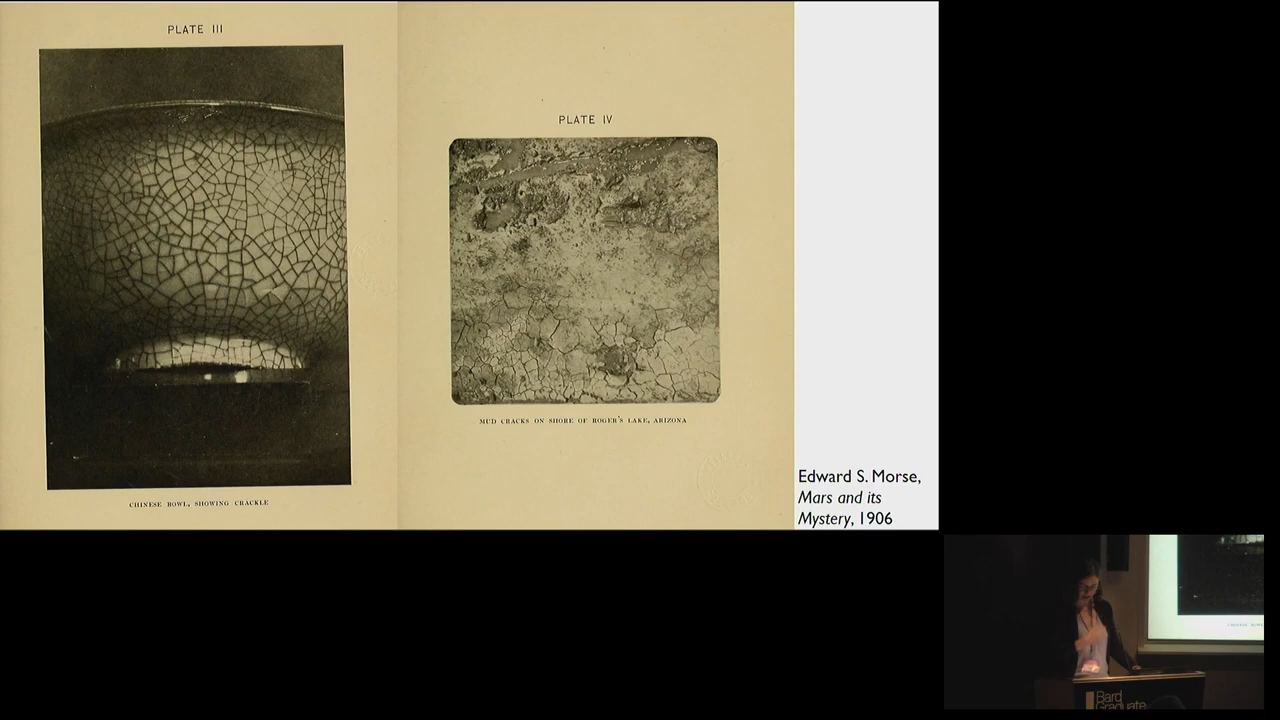 PLATE III
CHINESE BOWL, SHOWING CRACKLE
PLATE IV
MUD CRACKS ON SHORE OF ROGER'S LAKE, ARIZONA
Edward S. Morse,
Mars and its
Mystery, 1906
Bard
Graduate